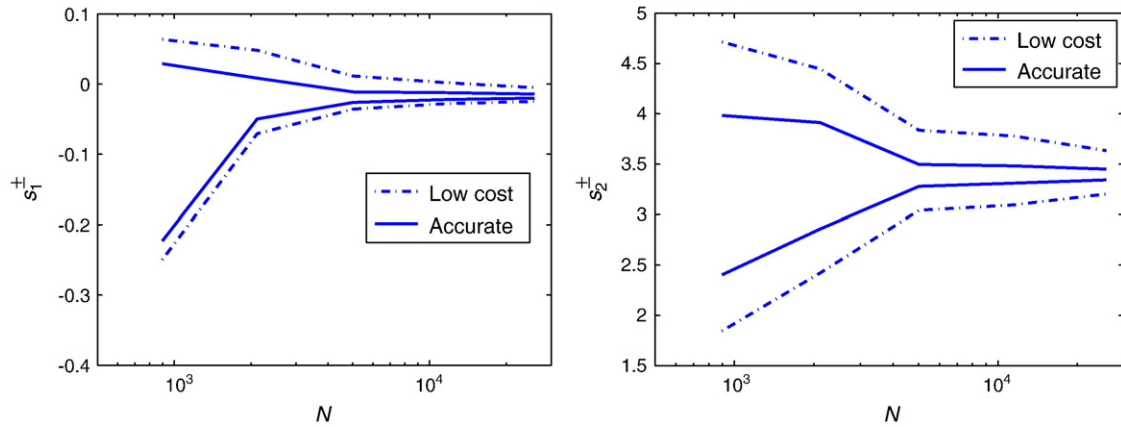 0.1
0
-0.1
-0.2
-0.3
-0.4
s₁±
10³
10⁴
N
Low cost
Accurate
5
4.5
4
3.5
3
2.5
2
1.5
s₂±
10³
10⁴
N
Low cost
Accurate